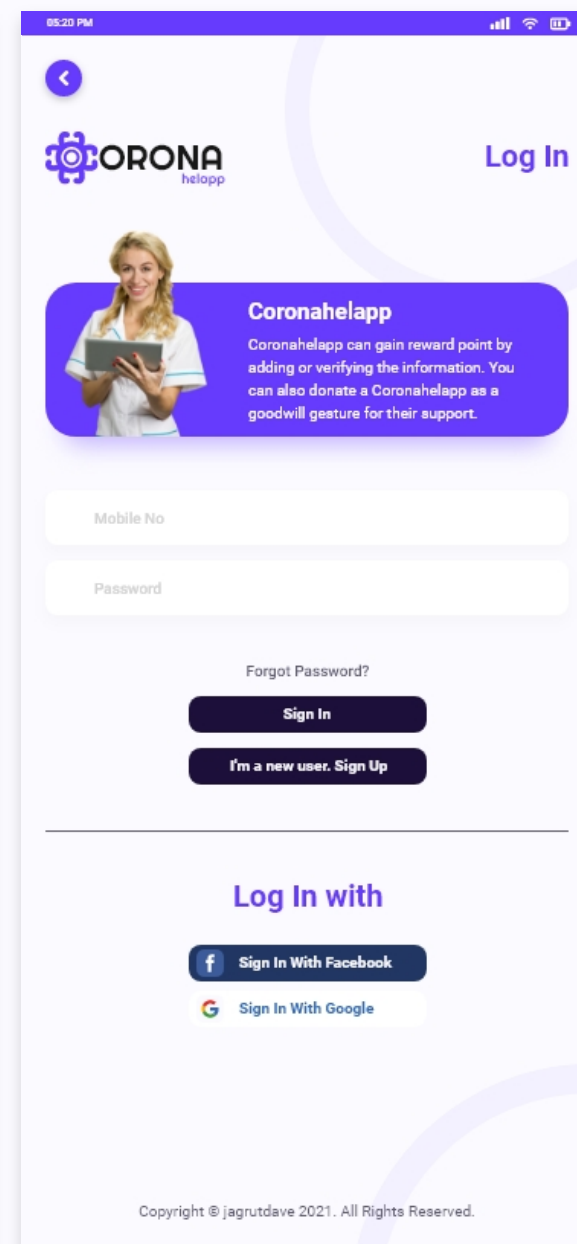 05:20 PM
CORONA
helapp
Log In
Coronahelapp
Coronahelapp can gain reward point by
adding or verifying the information. You
can also donate a Coronahelapp as a
goodwill gesture for their support.
Mobile No
Password
Forgot Password?
Sign In
I'm a new user. Sign Up
Log In with
f Sign In With Facebook
G Sign In With Google
Copyright © jagrutdave 2021. All Rights Reserved.